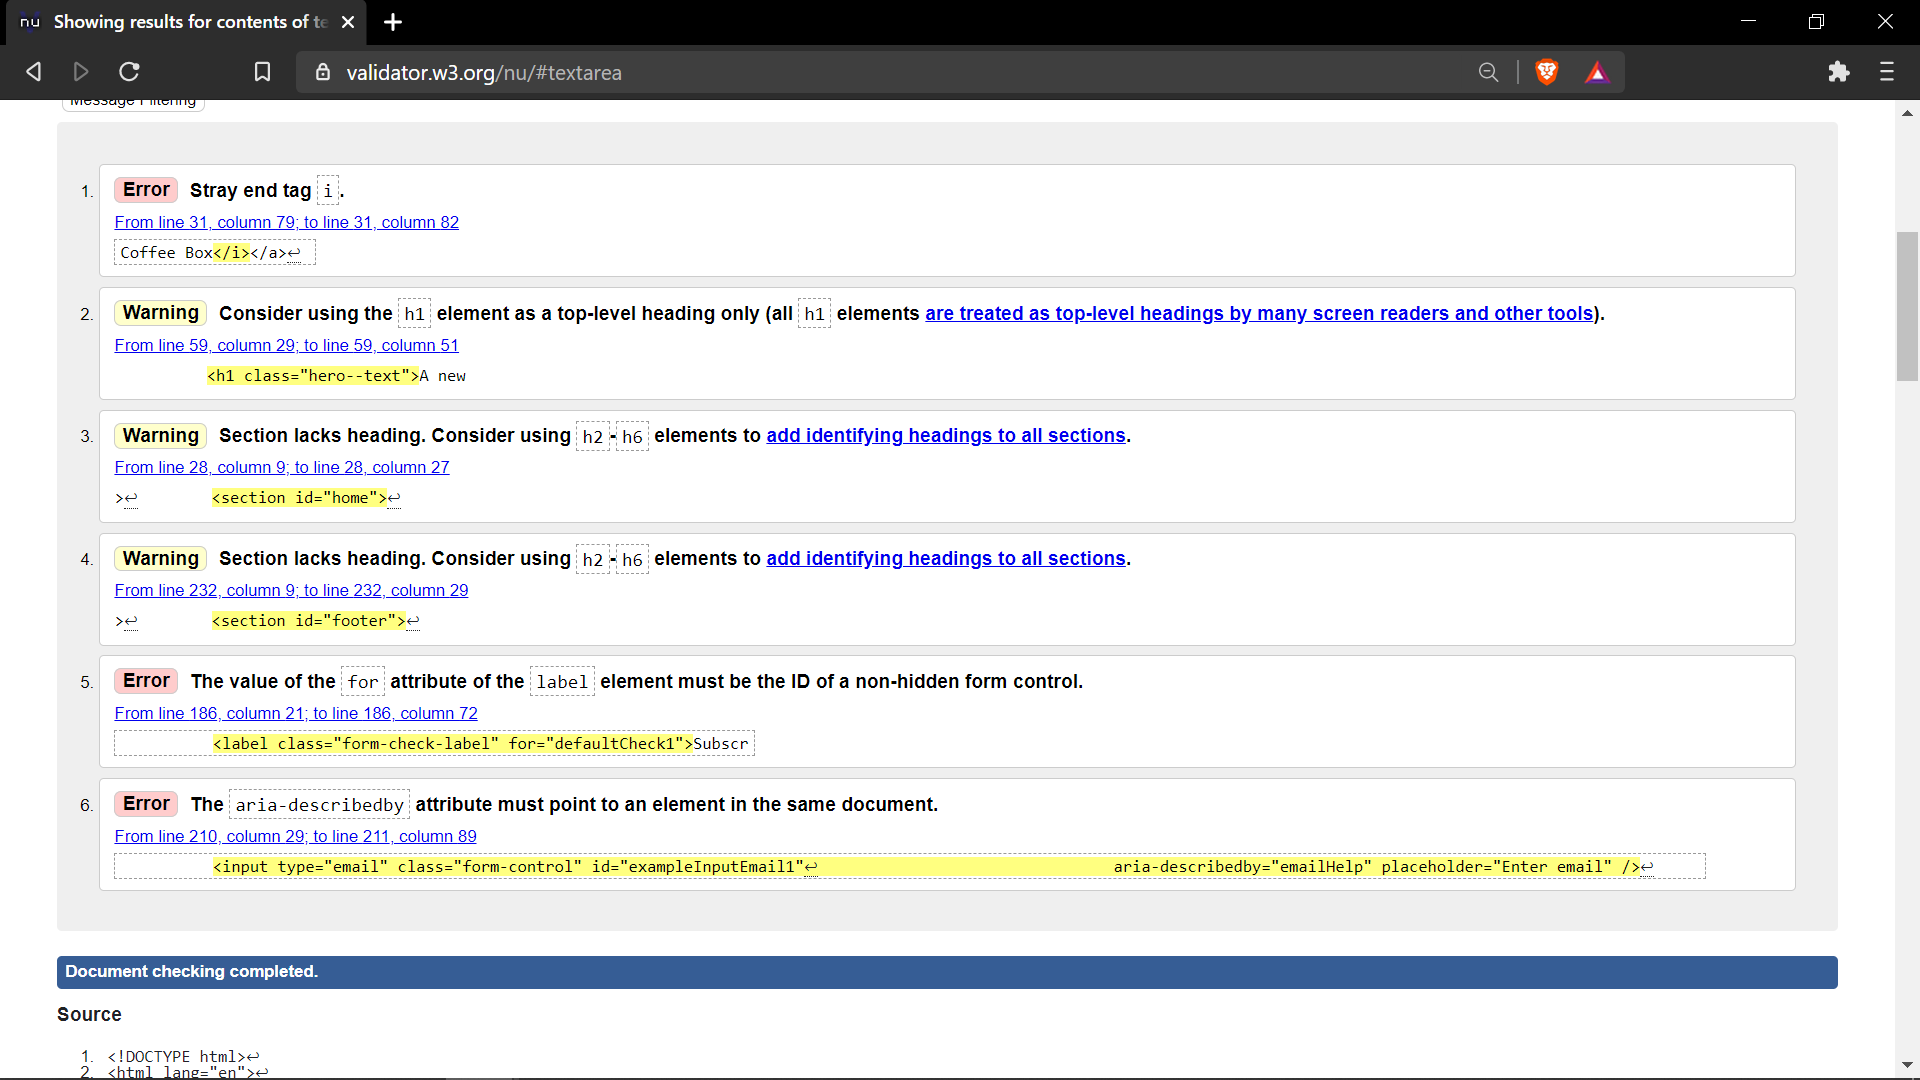 nu Showing results for contents of te
validator.w3.org/nu/#textarea
Message Filtering
1. Error Stray end tag i.
From line 31, column 79; to line 31, column 82
Coffee Box</i></a>↩
2. Warning Consider using the h1 element as a top-level heading only (all h1 elements are treated as top-level headings by many screen readers and other tools).
From line 59, column 29; to line 59, column 51
<h1 class="hero--text">A new
3. Warning Section lacks heading. Consider using h2-h6 elements to add identifying headings to all sections.
From line 28, column 9; to line 28, column 27
>↩ <section id="home">↩
4. Warning Section lacks heading. Consider using h2-h6 elements to add identifying headings to all sections.
From line 232, column 9; to line 232, column 29
>↩ <section id="footer">↩
5. Error The value of the for attribute of the label element must be the ID of a non-hidden form control.
From line 186, column 21; to line 186, column 72
<label class="form-check-label" for="defaultCheck1">Subscr
6. Error The aria-describedby attribute must point to an element in the same document.
From line 210, column 29; to line 211, column 89
<input type="email" class="form-control" id="exampleInputEmail1"↩ aria-describedby="emailHelp" placeholder="Enter email" />↩
Document checking completed.
Source
1. <!DOCTYPE html>↩
2. <html lang="en">↩